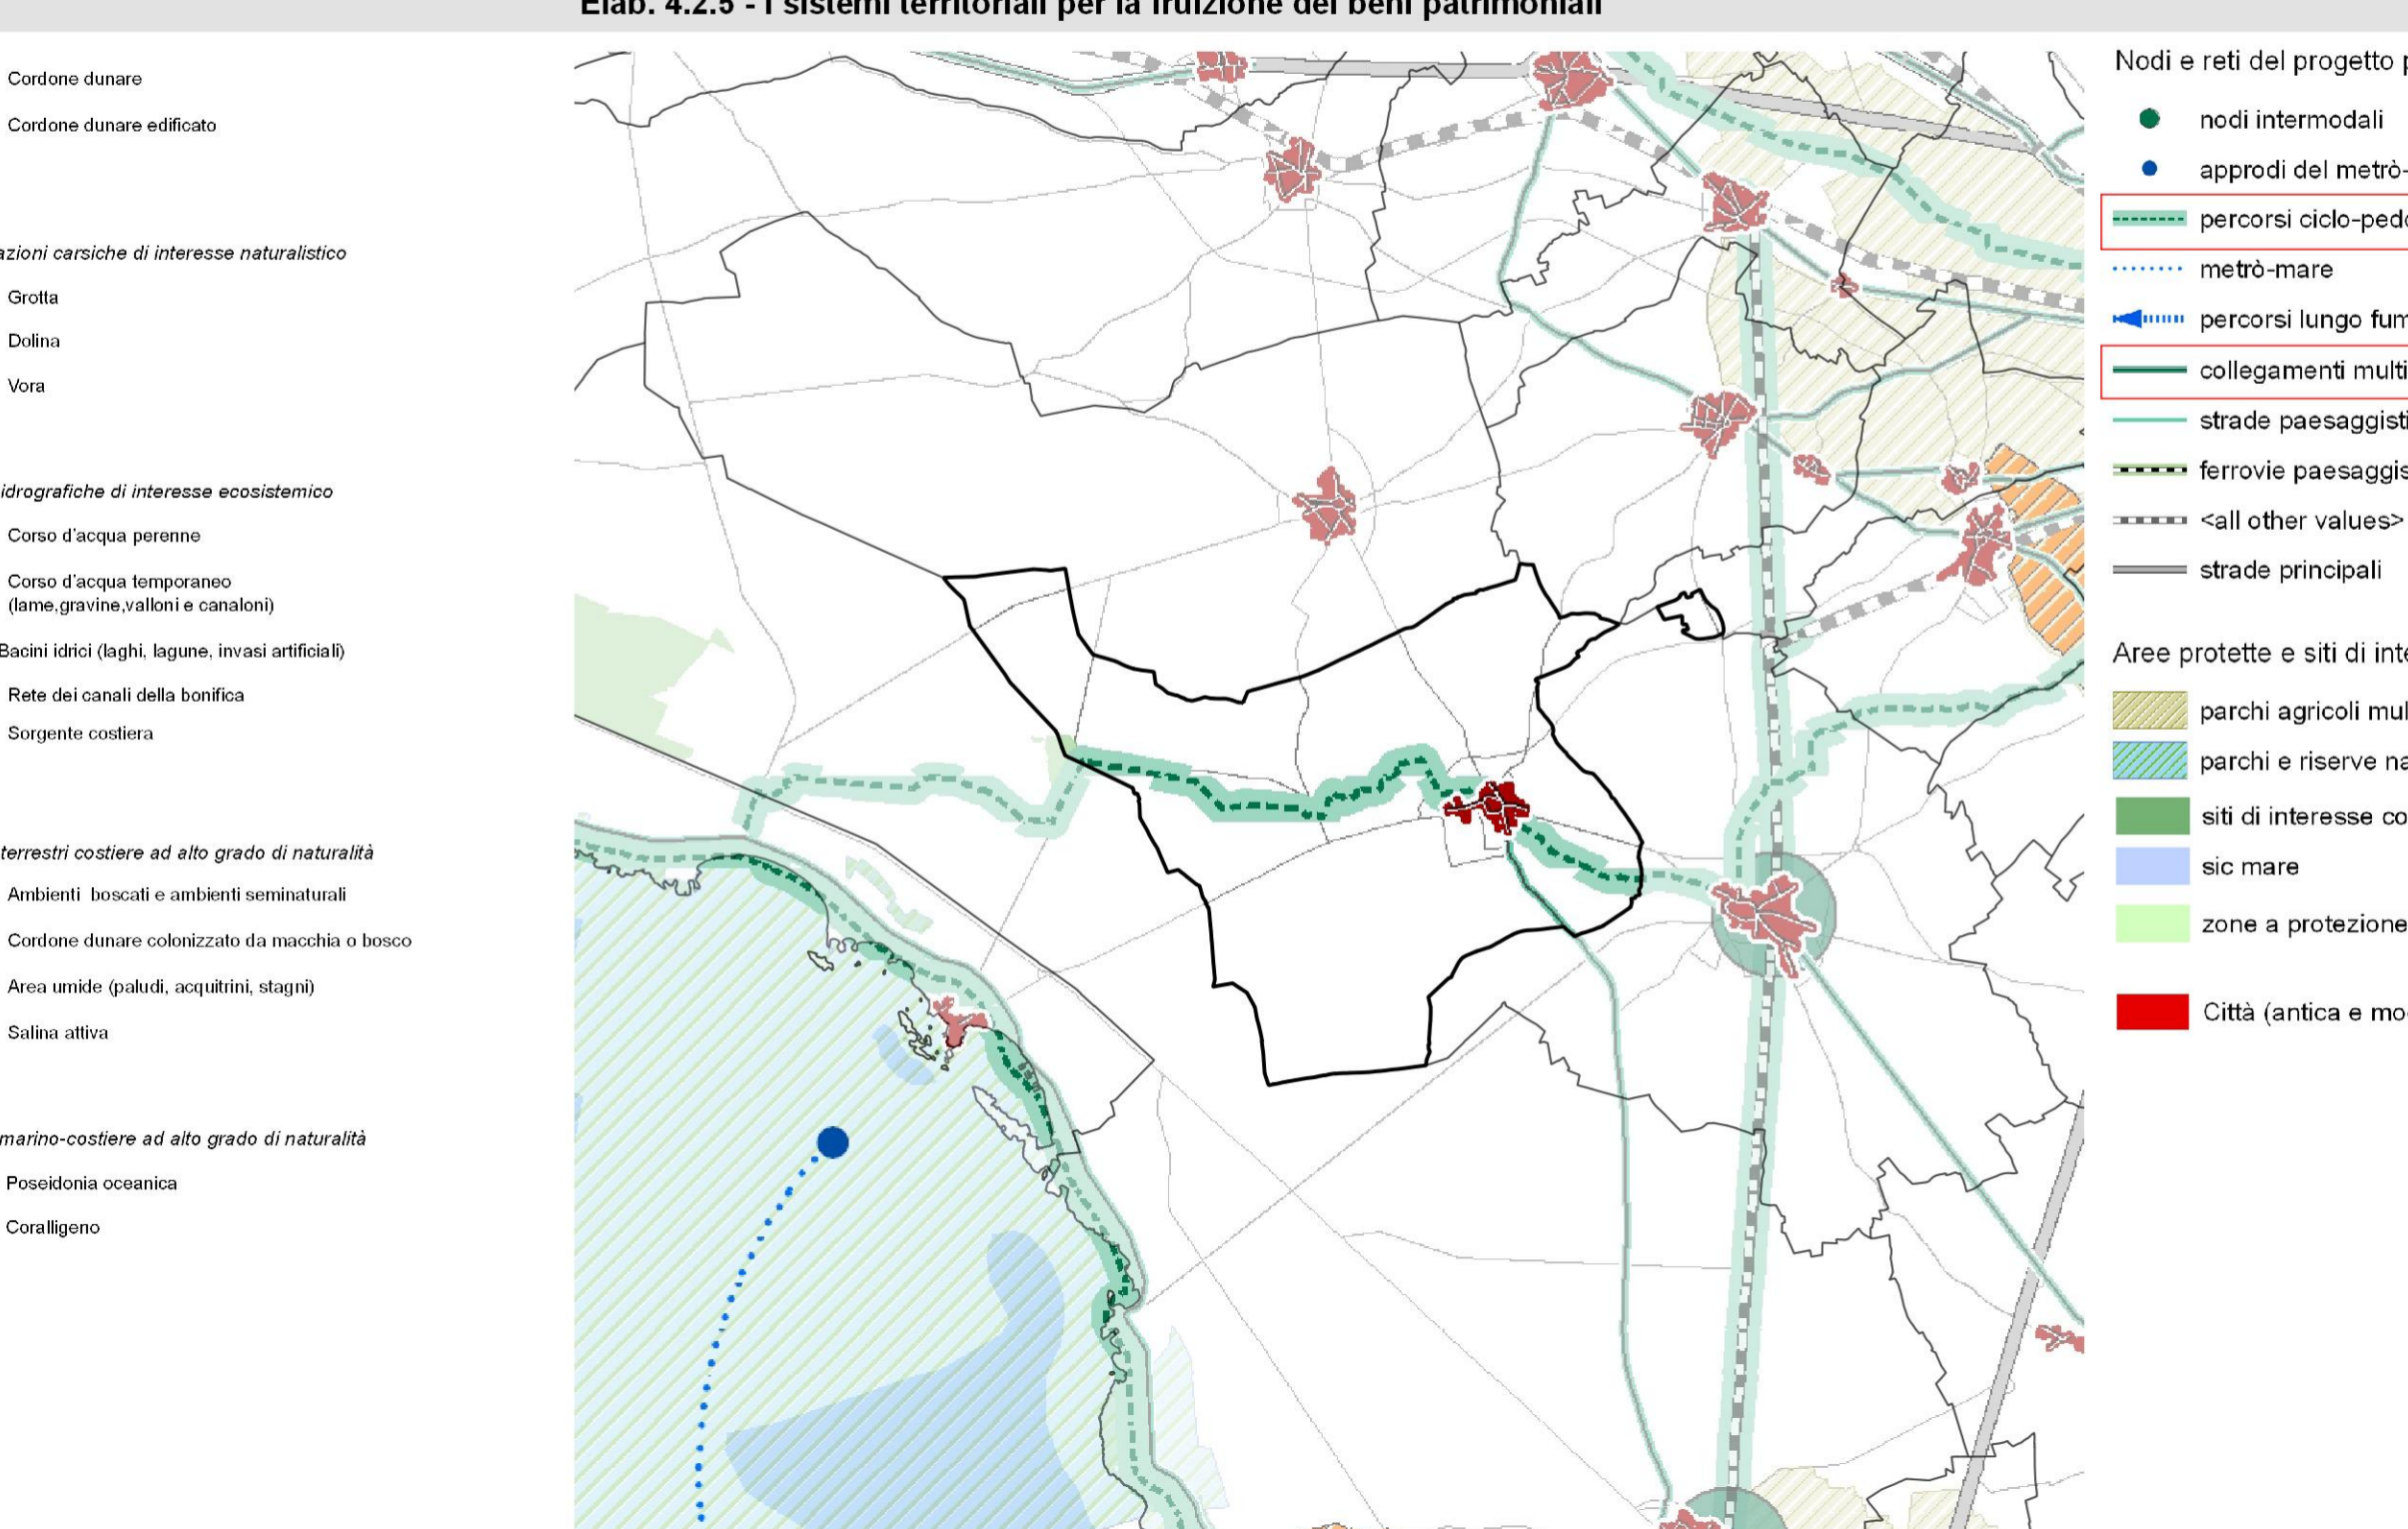 Elab. 4.2.5 - I sistemi territoriali per la fruizione dei beni patrimoniali
Cordone dunare
Cordone dunare edificato
azioni carsiche di interesse naturalistico
Grotta
Dolina
Vora
idrografiche di interesse ecosistemico
Corso d'acqua perenne
Corso d'acqua temporaneo
(lame,gravine,valloni e canaloni)
Bacini idrici (laghi, lagune, invasi artificiali)
Rete dei canali della bonifica
Sorgente costiera
terrestri costiere ad alto grado di naturalità
Ambienti boscati e ambienti seminaturali
Cordone dunare colonizzato da macchia o bosco
Area umide (paludi, acquitrini, stagni)
Salina attiva
marino-costiere ad alto grado di naturalità
Poseidonia oceanica
Coralligeno
Nodi e reti del progetto p
nodi intermodali
approdi del metrò-
percorsi ciclo-pedo
metrò-mare
percorsi lungo fium
collegamenti multi
strade paesaggisti
ferrovie paesaggis
<all other values>
strade principali
Aree protette e siti di inte
parchi agricoli mul
parchi e riserve na
siti di interesse co
sic mare
zone a protezione
Città (antica e mo